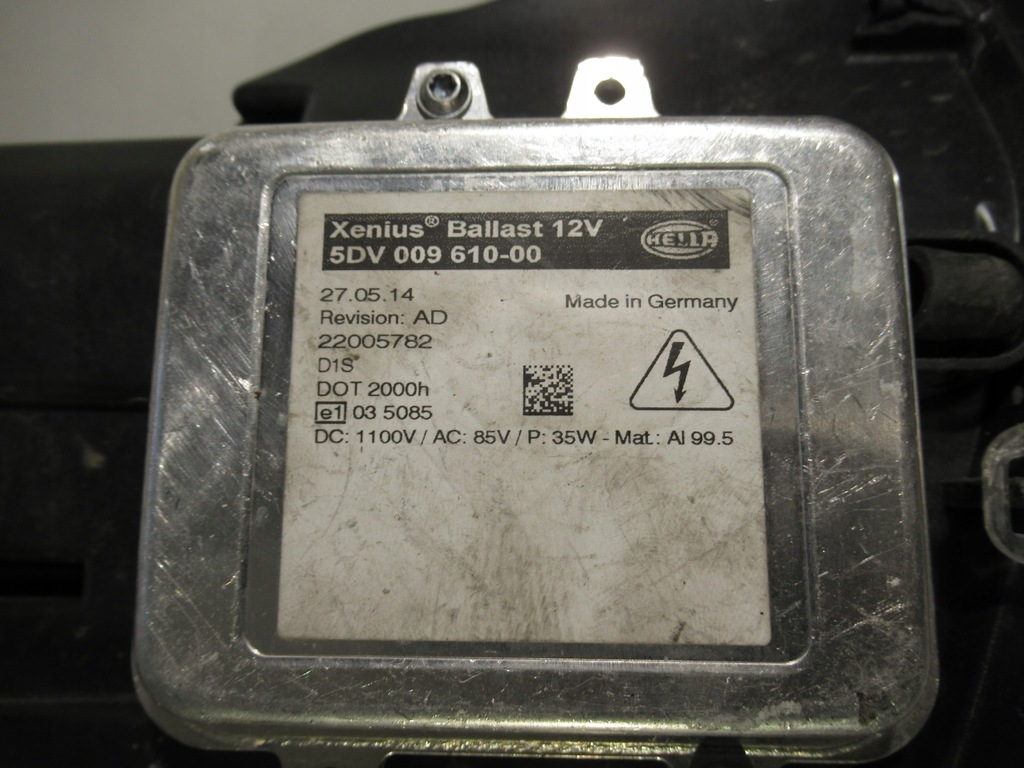 Xenius® Ballast 12V
5DV 009 610-00
HELLA
27.05.14
Made in Germany
Revision: AD
22005782
D1S
DOT 2000h
e1 03 5085
DC: 1100V / AC: 85V / P: 35W - Mat.: Al 99.5